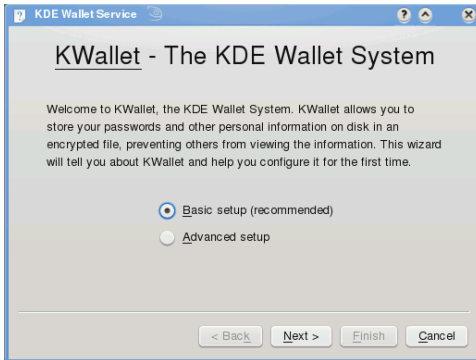 KDE Wallet Service
KWallet - The KDE Wallet System
Welcome to KWallet, the KDE Wallet System. KWallet allows you to
store your passwords and other personal information on disk in an
encrypted file, preventing others from viewing the information. This wizard
will tell you about KWallet and help you configure it for the first time.
Basic setup (recommended)
Advanced setup
< Back Next > Finish Cancel